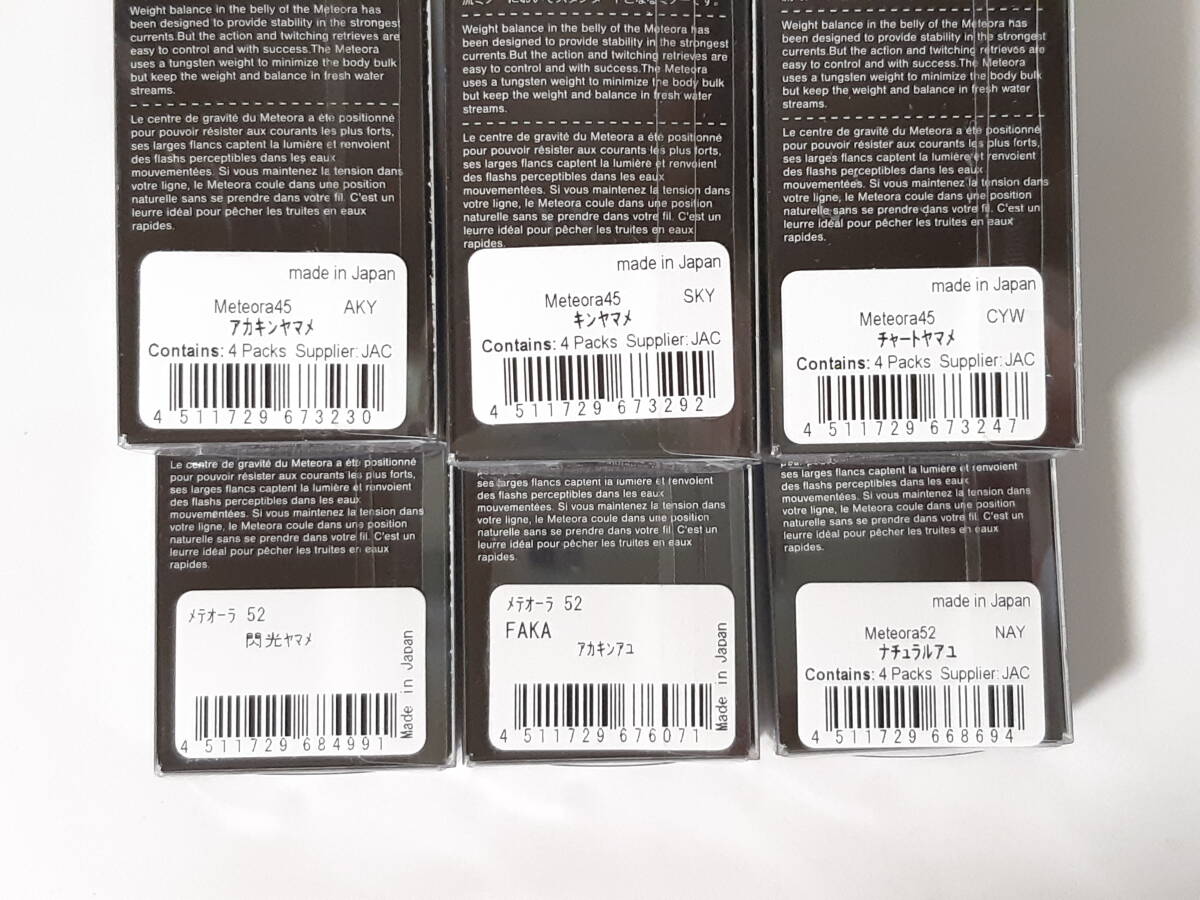 Weight balance in the belly of the Meteora has
been designed to provide stability in the strongest
currents.But the action and twitching retrieves are
easy to control and with success.The Meteora
uses a tungsten weight to minimize the body bulk
but keep the weight and balance in fresh water
streams.
Le centre de gravité du Meteora a été positionné
pour pouvoir résister aux courants les plus forts,
ses larges flancs captent la lumière et renvoient
des flashs perceptibles dans les eaux
mouvementées. Si vous maintenez la tension dans
votre ligne, le Meteora coule dans une position
naturelle sans se prendre dans votre fil. C'est un
leurre idéal pour pêcher les truites en eaux
rapides.
made in Japan
Meteora45 AKY
アカキンヤマメ
Contains: 4 Packs Supplier: JAC
4 511729 673230
Weight balance in the belly of the Meteora has
been designed to provide stability in the strongest
currents.But the action and twitching retrieves are
easy to control and with success.The Meteora
uses a tungsten weight to minimize the body bulk
but keep the weight and balance in fresh water
streams.
Le centre de gravité du Meteora a été positionné
pour pouvoir résister aux courants les plus forts,
ses larges flancs captent la lumière et renvoient
des flashs perceptibles dans les eaux
mouvementées. Si vous maintenez la tension dans
votre ligne, le Meteora coule dans une position
naturelle sans se prendre dans votre fil. C'est un
leurre idéal pour pêcher les truites en eaux
rapides.
made in Japan
Meteora45 SKY
キンヤマメ
Contains: 4 Packs Supplier: JAC
4 511729 673292
Weight balance in the belly of the Meteora has
been designed to provide stability in the strongest
currents.But the action and twitching retrieves are
easy to control and with success.The Meteora
uses a tungsten weight to minimize the body bulk
but keep the weight and balance in fresh water
streams.
Le centre de gravité du Meteora a été positionné
pour pouvoir résister aux courants les plus forts,
ses larges flancs captent la lumière et renvoient
des flashs perceptibles dans les eaux
mouvementées. Si vous maintenez la tension dans
votre ligne, le Meteora coule dans une position
naturelle sans se prendre dans votre fil. C'est un
leurre idéal pour pêcher les truites en eaux
rapides.
made in Japan
Meteora45 CYW
チャートヤマメ
Contains: 4 Packs Supplier: JAC
4 511729 673247
Le centre de gravité du Meteora a été positionné
pour pouvoir résister aux courants les plus forts,
ses larges flancs captent la lumière et renvoient
des flashs perceptibles dans les eaux
mouvementées. Si vous maintenez la tension dans
votre ligne, le Meteora coule dans une position
naturelle sans se prendre dans votre fil. C'est un
leurre idéal pour pêcher les truites en eaux
rapides.
メテオーラ 52
閃光ヤマメ
Made in Japan
4 511729 684991
ses larges flancs captent la lumière et renvoient
des flashs perceptibles dans les eaux
mouvementées. Si vous maintenez la tension dans
votre ligne, le Meteora coule dans une position
naturelle sans se prendre dans votre fil. C'est un
leurre idéal pour pêcher les truites en eaux
rapides.
メテオーラ 52
FAKA
アカキンアユ
Made in Japan
4 511729 676071
ses larges flancs captent la lumière et renvoient
des flashs perceptibles dans les eaux
mouvementées. Si vous maintenez la tension dans
votre ligne, le Meteora coule dans une position
naturelle sans se prendre dans votre fil. C'est un
leurre idéal pour pêcher les truites en eaux
rapides.
made in Japan
Meteora52 NAY
ナチュラルアユ
Contains: 4 Packs Supplier: JAC
4 511729 668694